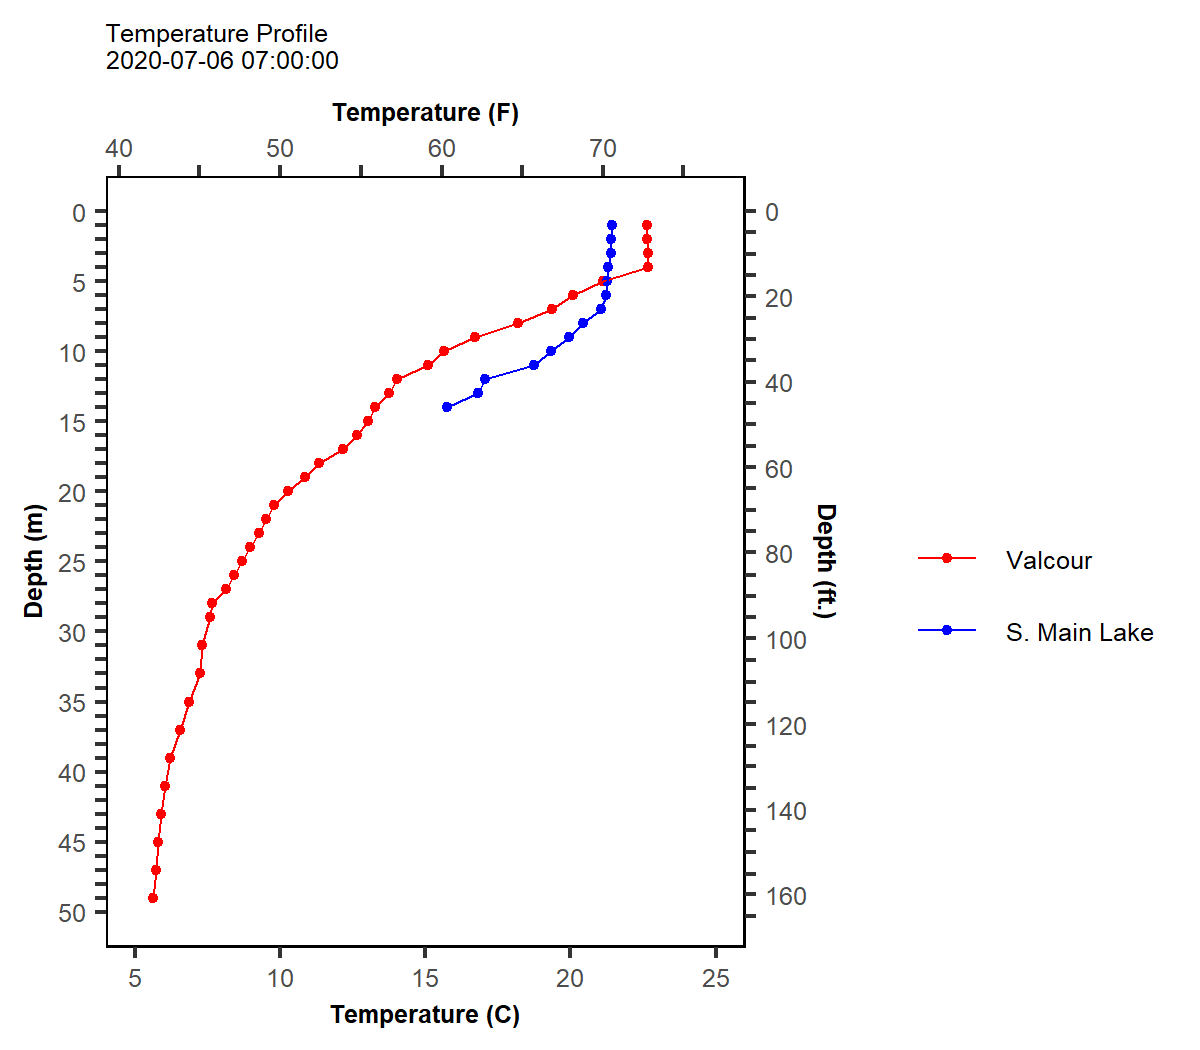 Temperature Profile
2020-07-06 07:00:00
Temperature (F)
40 50 60 70
0
5
10
15
20
25
30
35
40
45
50
Depth (m)
0
20
40
60
80
100
120
140
160
Depth (ft.)
Valcour
S. Main Lake
5 10 15 20 25
Temperature (C)